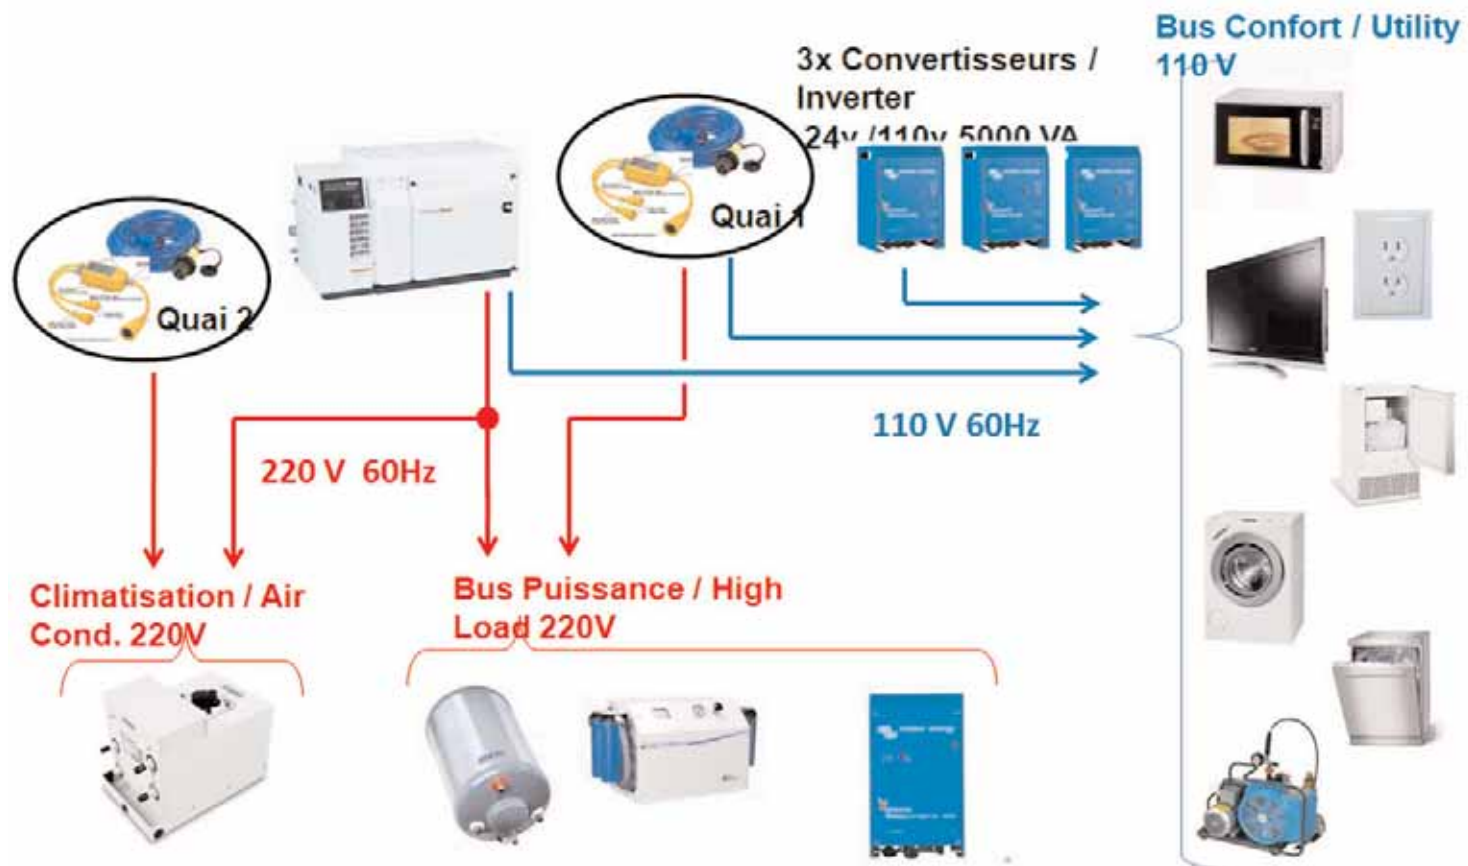 Bus Confort / Utility
110 V
3x Convertisseurs /
Inverter
24v /110v 5000 VA
Quai 1
Quai 2
110 V 60Hz
220 V 60Hz
Climatisation / Air
Cond. 220V
Bus Puissance / High
Load 220V